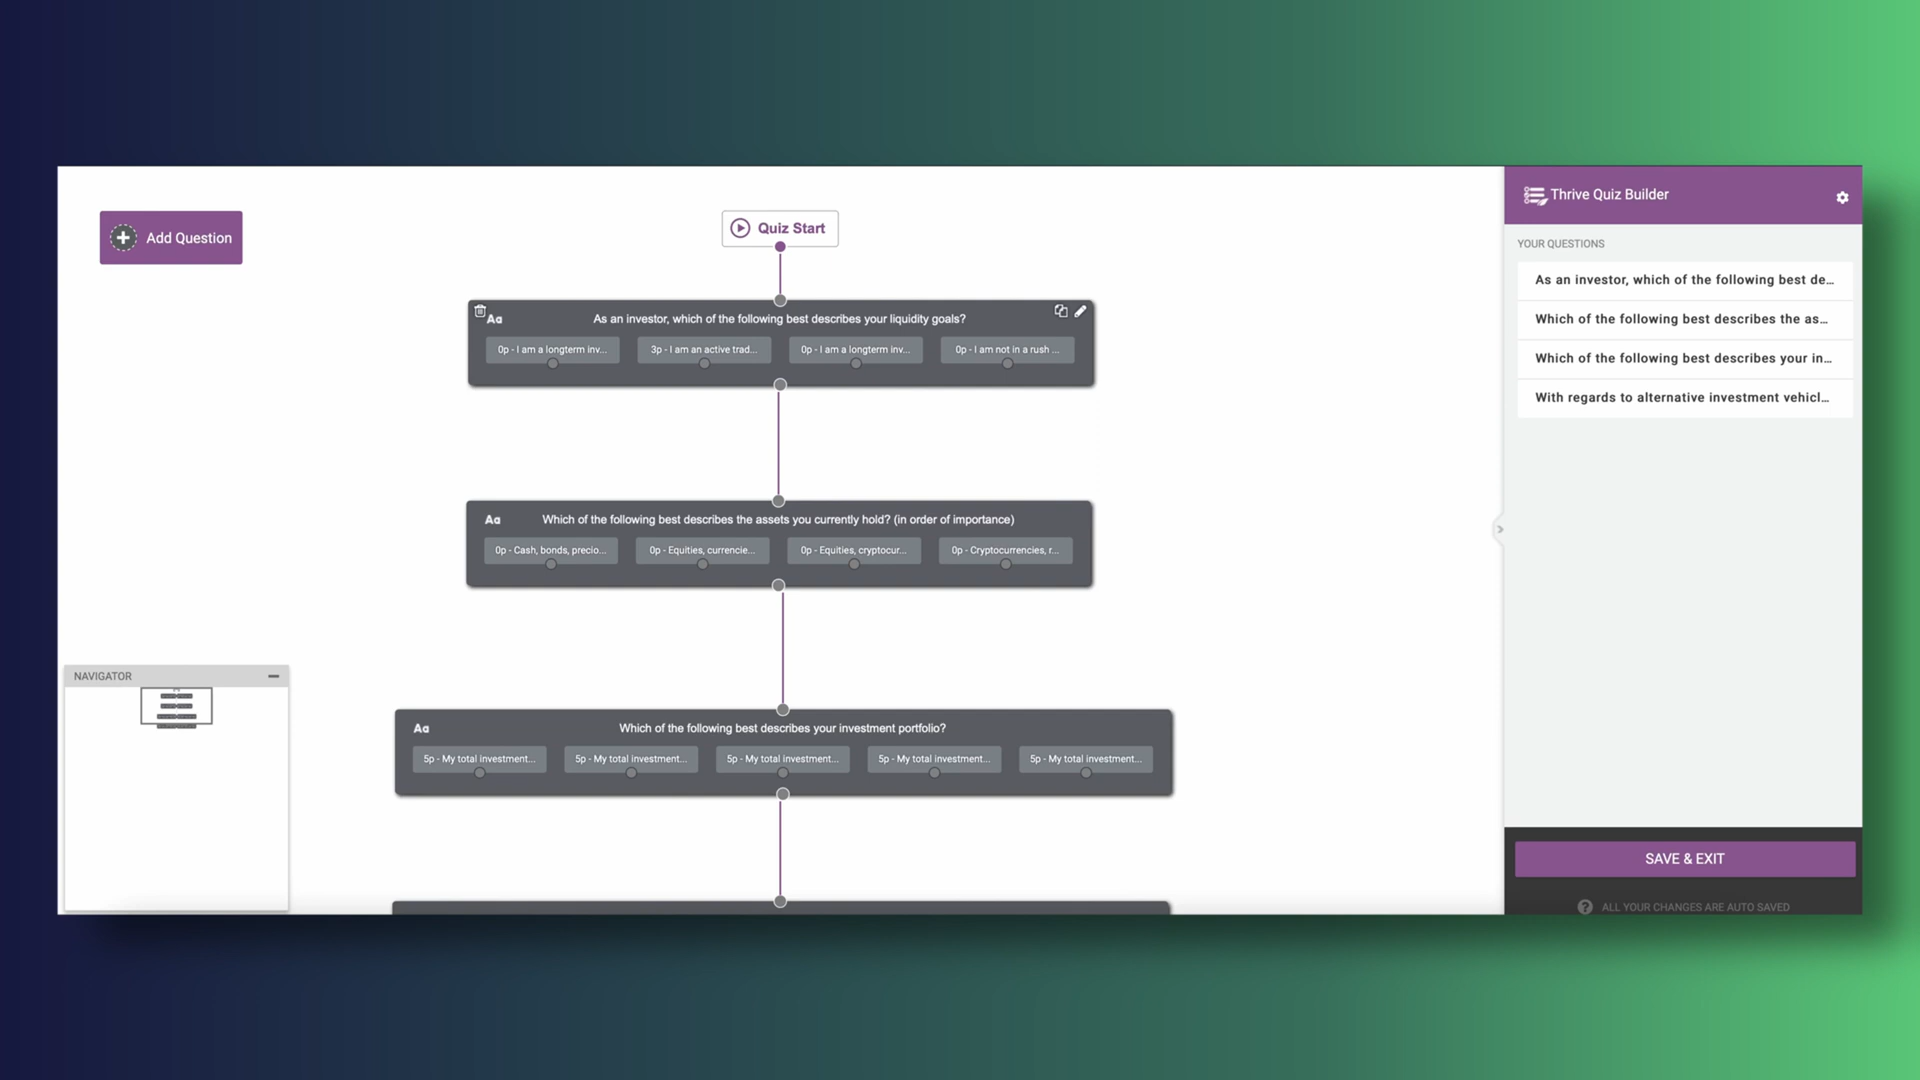 Add Question
Quiz Start
Aa
As an investor, which of the following best describes your liquidity goals?
0p - I am a longterm inv...
3p - I am an active trad...
0p - I am a longterm inv...
0p - I am not in a rush ...
Aa
Which of the following best describes the assets you currently hold? (in order of importance)
0p - Cash, bonds, precio...
0p - Equities, currencie...
0p - Equities, cryptocur...
0p - Cryptocurrencies, r...
Aa
Which of the following best describes your investment portfolio?
5p - My total investment...
5p - My total investment...
5p - My total investment...
5p - My total investment...
5p - My total investment...
NAVIGATOR
Thrive Quiz Builder
YOUR QUESTIONS
As an investor, which of the following best de...
Which of the following best describes the as...
Which of the following best describes your in...
With regards to alternative investment vehicl...
SAVE & EXIT
? ALL YOUR CHANGES ARE AUTO SAVED